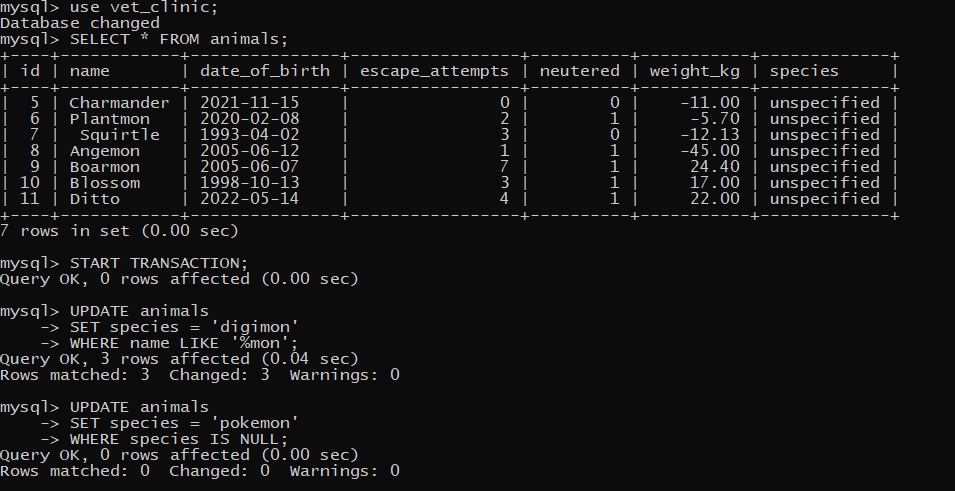 mysql> use vet_clinic;
Database changed
mysql> SELECT * FROM animals;
+----+------------+---------------+-----------------+----------+-----------+-------------+
| id | name       | date_of_birth | escape_attempts | neutered | weight_kg | species     |
+----+------------+---------------+-----------------+----------+-----------+-------------+
|  5 | Charmander | 2021-11-15    |               0 |        0 |    -11.00 | unspecified |
|  6 | Plantmon   | 2020-02-08    |               2 |        1 |     -5.70 | unspecified |
|  7 |  Squirtle  | 1993-04-02    |               3 |        0 |    -12.13 | unspecified |
|  8 | Angemon    | 2005-06-12    |               1 |        1 |    -45.00 | unspecified |
|  9 | Boarmon    | 2005-06-07    |               7 |        1 |     24.40 | unspecified |
| 10 | Blossom    | 1998-10-13    |               3 |        1 |     17.00 | unspecified |
| 11 | Ditto      | 2022-05-14    |               4 |        1 |     22.00 | unspecified |
+----+------------+---------------+-----------------+----------+-----------+-------------+
7 rows in set (0.00 sec)
mysql> START TRANSACTION;
Query OK, 0 rows affected (0.00 sec)
mysql> UPDATE animals
    -> SET species = 'digimon'
    -> WHERE name LIKE '%mon';
Query OK, 3 rows affected (0.04 sec)
Rows matched: 3  Changed: 3  Warnings: 0
mysql> UPDATE animals
    -> SET species = 'pokemon'
    -> WHERE species IS NULL;
Query OK, 0 rows affected (0.00 sec)
Rows matched: 0  Changed: 0  Warnings: 0